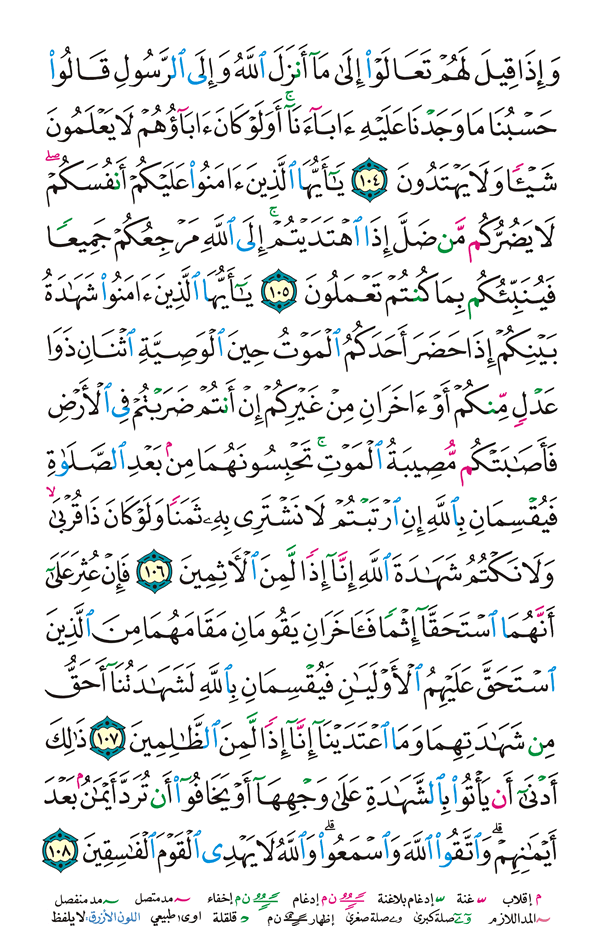 وَإِذَا قِيلَ لَهُمْ تَعَالَوْا۟ إِلَىٰ مَآ أَنزَلَ ٱللَّهُ وَإِلَى ٱلرَّسُولِ قَالُوا۟
حَسْبُنَا مَا وَجَدْنَا عَلَيْهِ ءَابَآءَنَآ ۚ أَوَلَوْ كَانَ ءَابَآؤُهُمْ لَا يَعْلَمُونَ
شَيْـًٔا وَلَا يَهْتَدُونَ ١٠٤ يَـٰٓأَيُّهَا ٱلَّذِينَ ءَامَنُوا۟ عَلَيْكُمْ أَنفُسَكُمْ ۖ
لَا يَضُرُّكُم مَّن ضَلَّ إِذَا ٱهْتَدَيْتُمْ ۚ إِلَى ٱللَّهِ مَرْجِعُكُمْ جَمِيعًا
فَيُنَبِّئُكُم بِمَا كُنتُمْ تَعْمَلُونَ ١٠٥ يَـٰٓأَيُّهَا ٱلَّذِينَ ءَامَنُوا۟ شَهَـٰدَةُ
بَيْنِكُمْ إِذَا حَضَرَ أَحَدَكُمُ ٱلْمَوْتُ حِينَ ٱلْوَصِيَّةِ ٱثْنَانِ ذَوَا
عَدْلٍ مِّنكُمْ أَوْ ءَاخَرَانِ مِنْ غَيْرِكُمْ إِنْ أَنتُمْ ضَرَبْتُمْ فِى ٱلْأَرْضِ
فَأَصَـٰبَتْكُم مُّصِيبَةُ ٱلْمَوْتِ ۚ تَحْبِسُونَهُمَا مِنۢ بَعْدِ ٱلصَّلَوٰةِ
فَيُقْسِمَانِ بِٱللَّهِ إِنِ ٱرْتَبْتُمْ لَا نَشْتَرِى بِهِۦ ثَمَنًا وَلَوْ كَانَ ذَا قُرْبَىٰ ۙ
وَلَا نَكْتُمُ شَهَـٰدَةَ ٱللَّهِ إِنَّآ إِذًا لَّمِنَ ٱلْـَٔاثِمِينَ ١٠٦ فَإِنْ عُثِرَ عَلَىٰٓ
أَنَّهُمَا ٱسْتَحَقَّآ إِثْمًا فَـَٔاخَرَانِ يَقُومَانِ مَقَامَهُمَا مِنَ ٱلَّذِينَ
ٱسْتَحَقَّ عَلَيْهِمُ ٱلْأَوْلَيَـٰنِ فَيُقْسِمَانِ بِٱللَّهِ لَشَهَـٰدَتُنَآ أَحَقُّ
مِن شَهَـٰدَتِهِمَا وَمَا ٱعْتَدَيْنَآ إِنَّآ إِذًا لَّمِنَ ٱلظَّـٰلِمِينَ ١٠٧ ذَٰلِكَ
أَدْنَىٰٓ أَن يَأْتُوا۟ بِٱلشَّهَـٰدَةِ عَلَىٰ وَجْهِهَآ أَوْ يَخَافُوٓا۟ أَن تُرَدَّ أَيْمَـٰنٌۢ بَعْدَ
أَيْمَـٰنِهِمْ ۗ وَٱتَّقُوا۟ ٱللَّهَ وَٱسْمَعُوا۟ ۗ وَٱللَّهُ لَا يَهْدِى ٱلْقَوْمَ ٱلْفَـٰسِقِينَ ١٠٨
م إقلاب غنة إدغام بلاغنة ن م إدغام ن م إخفاء مد متصل مد منفصل
المد اللازم صلة كبرى صلة صغرى إظهار ن م قلقلة اوى: طبيعي اللون الأزرق: لا يلفظ